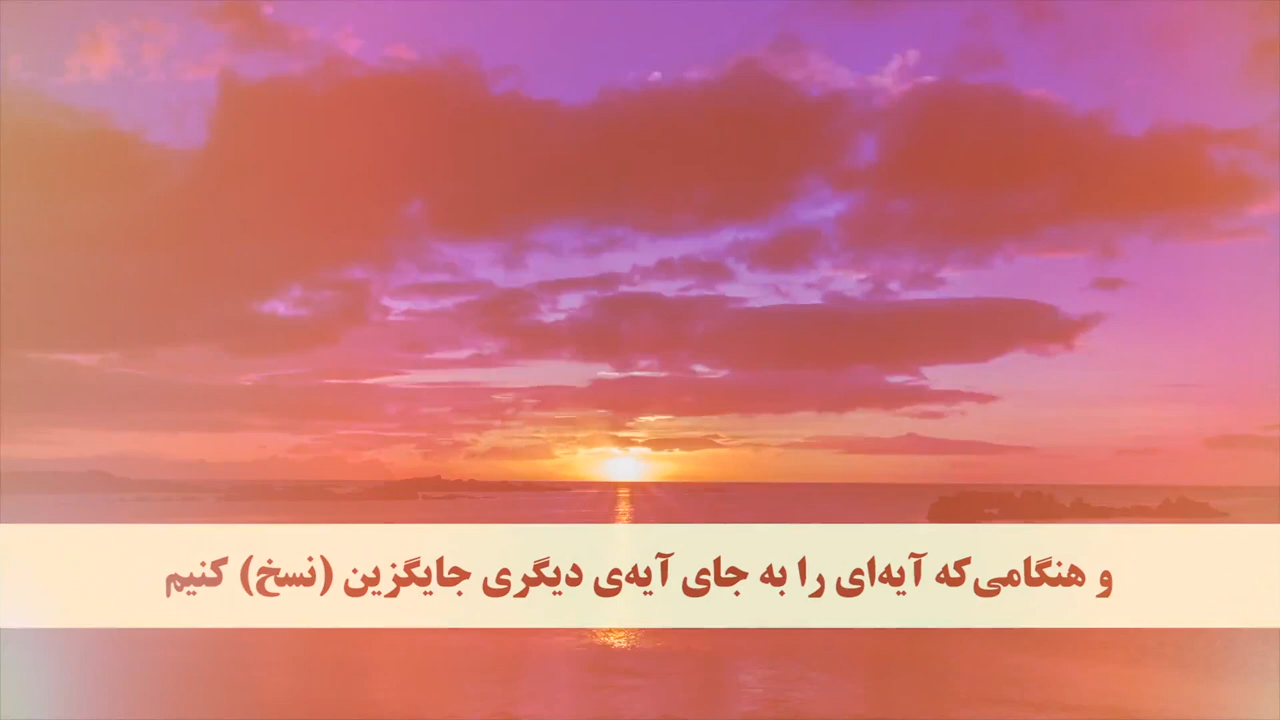 و هنگامی‌که آیه‌ای را به جای آیه‌ی دیگری جایگزین (نسخ) کنیم